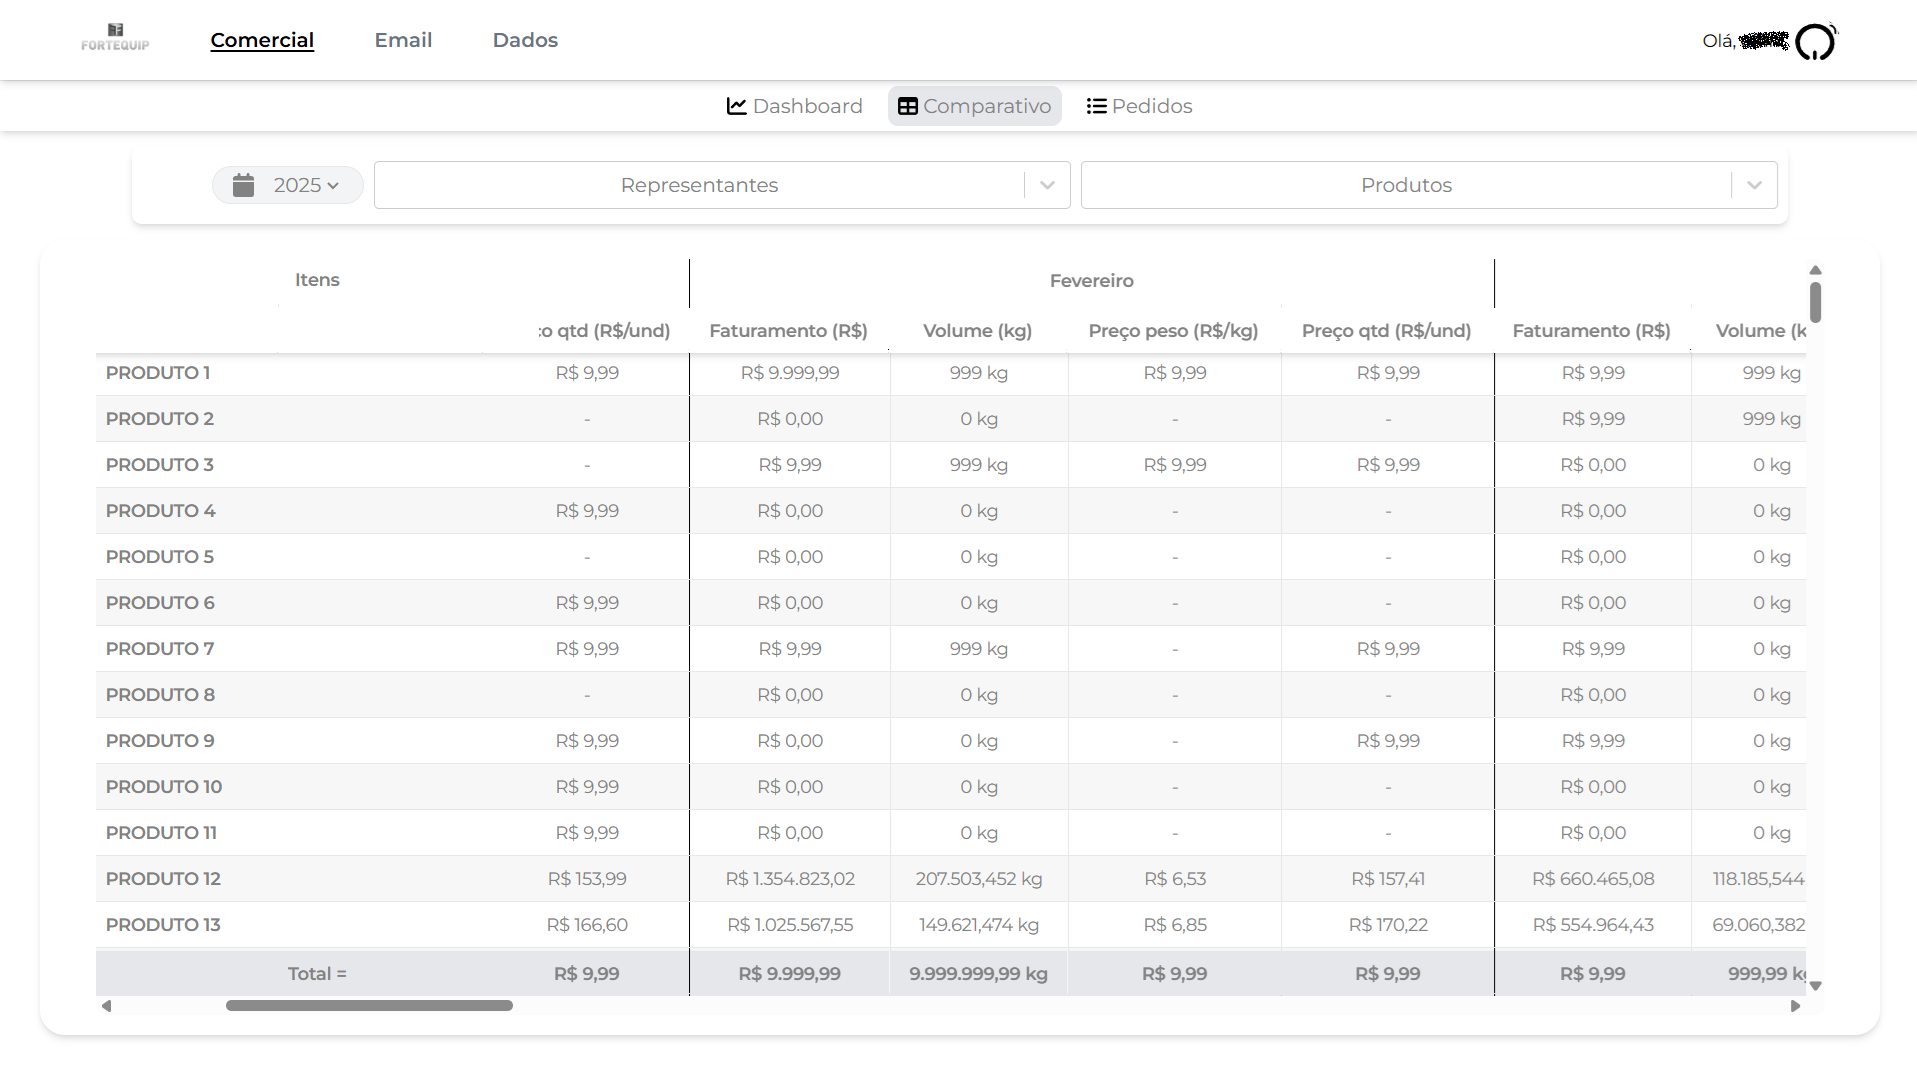 FORTEQUIP Comercial Email Dados Olá,
Dashboard Comparativo Pedidos
2025 Representantes Produtos
Itens Fevereiro
:o qtd (R$/und) Faturamento (R$) Volume (kg) Preço peso (R$/kg) Preço qtd (R$/und) Faturamento (R$) Volume (k
PRODUTO 1 R$ 9,99 R$ 9.999,99 999 kg R$ 9,99 R$ 9,99 R$ 9,99 999 kg
PRODUTO 2 - R$ 0,00 0 kg - - R$ 9,99 999 kg
PRODUTO 3 - R$ 9,99 999 kg R$ 9,99 R$ 9,99 R$ 0,00 0 kg
PRODUTO 4 R$ 9,99 R$ 0,00 0 kg - - R$ 0,00 0 kg
PRODUTO 5 - R$ 0,00 0 kg - - R$ 0,00 0 kg
PRODUTO 6 R$ 9,99 R$ 0,00 0 kg - - R$ 0,00 0 kg
PRODUTO 7 R$ 9,99 R$ 9,99 999 kg - R$ 9,99 R$ 9,99 0 kg
PRODUTO 8 - R$ 0,00 0 kg - - R$ 0,00 0 kg
PRODUTO 9 R$ 9,99 R$ 0,00 0 kg - R$ 9,99 R$ 9,99 0 kg
PRODUTO 10 R$ 9,99 R$ 0,00 0 kg - - R$ 0,00 0 kg
PRODUTO 11 R$ 9,99 R$ 0,00 0 kg - - R$ 0,00 0 kg
PRODUTO 12 R$ 153,99 R$ 1.354.823,02 207.503,452 kg R$ 6,53 R$ 157,41 R$ 660.465,08 118.185,544
PRODUTO 13 R$ 166,60 R$ 1.025.567,55 149.621,474 kg R$ 6,85 R$ 170,22 R$ 554.964,43 69.060,382
Total = R$ 9,99 R$ 9.999,99 9.999.999,99 kg R$ 9,99 R$ 9,99 R$ 9,99 999,99 kg